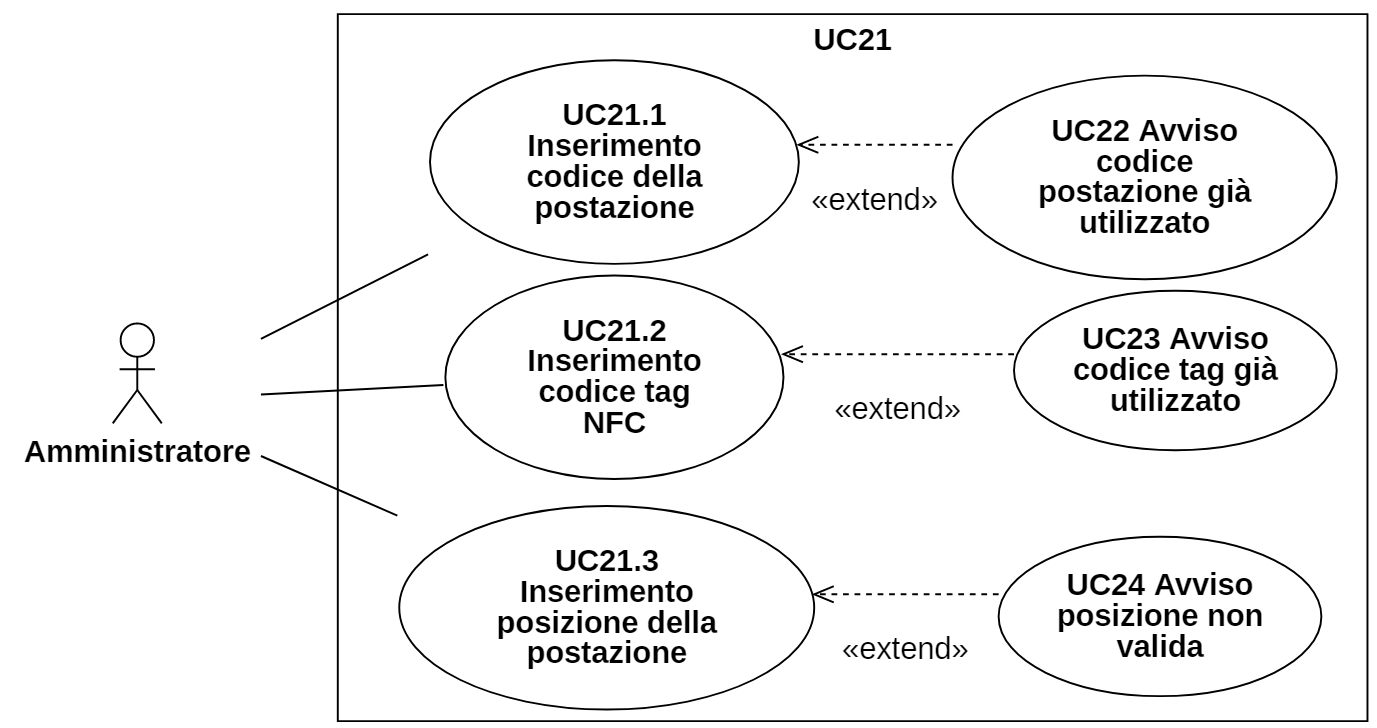 UC21
UC21.1
Inserimento
codice della
postazione
«extend»
UC22 Avviso
codice
postazione già
utilizzato
UC21.2
Inserimento
codice tag
NFC
«extend»
UC23 Avviso
codice tag già
utilizzato
Amministratore
UC21.3
Inserimento
posizione della
postazione
«extend»
UC24 Avviso
posizione non
valida